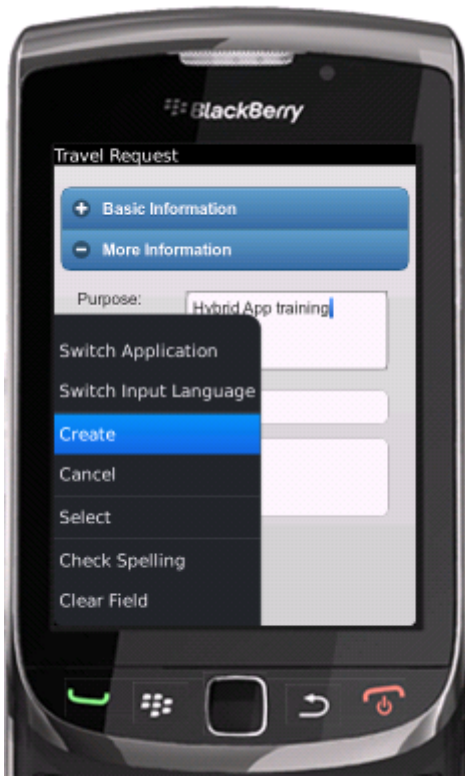 BlackBerry
Travel Request
Basic Information
More Information
Purpose:
Hybrid App training
Switch Application
Switch Input Language
Create
Cancel
Select
Check Spelling
Clear Field